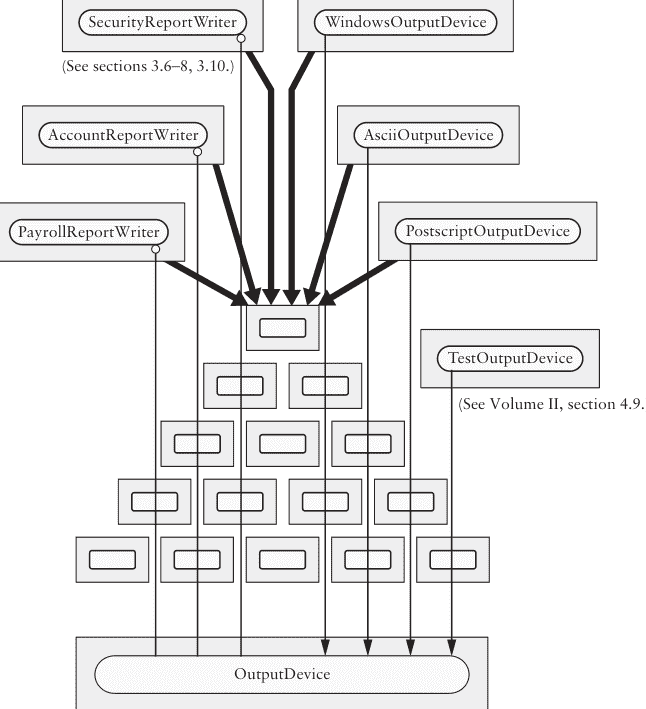 SecurityReportWriter
WindowsOutputDevice
(See sections 3.6–8, 3.10.)
AccountReportWriter
AsciiOutputDevice
PayrollReportWriter
PostscriptOutputDevice
TestOutputDevice
(See Volume II, section 4.9.
OutputDevice